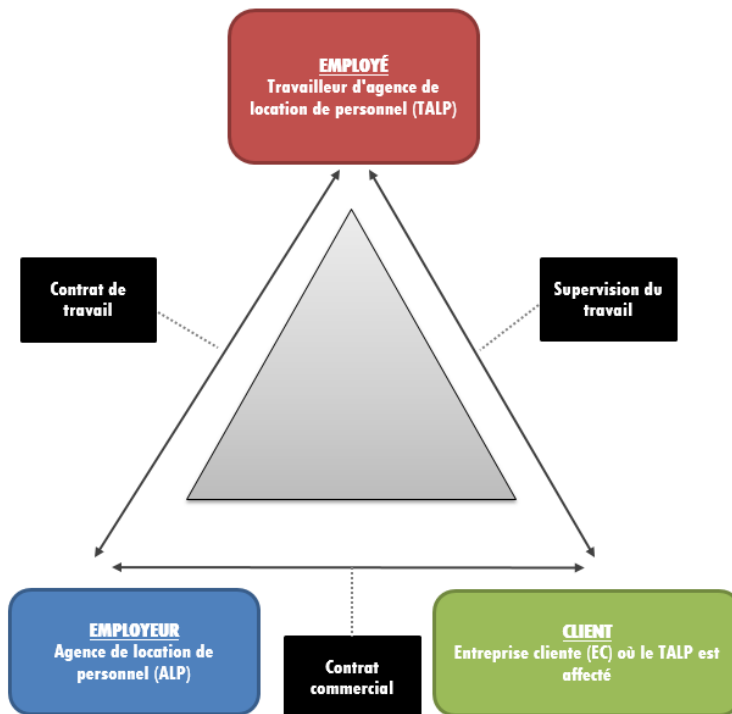 EMPLOYÉ
Travailleur d'agence de
location de personnel (TALP)
Contrat de
travail
Supervision du
travail
EMPLOYEUR
Agence de location de
personnel (ALP)
Contrat
commercial
CLIENT
Entreprise cliente (EC) où le TALP est
affecté